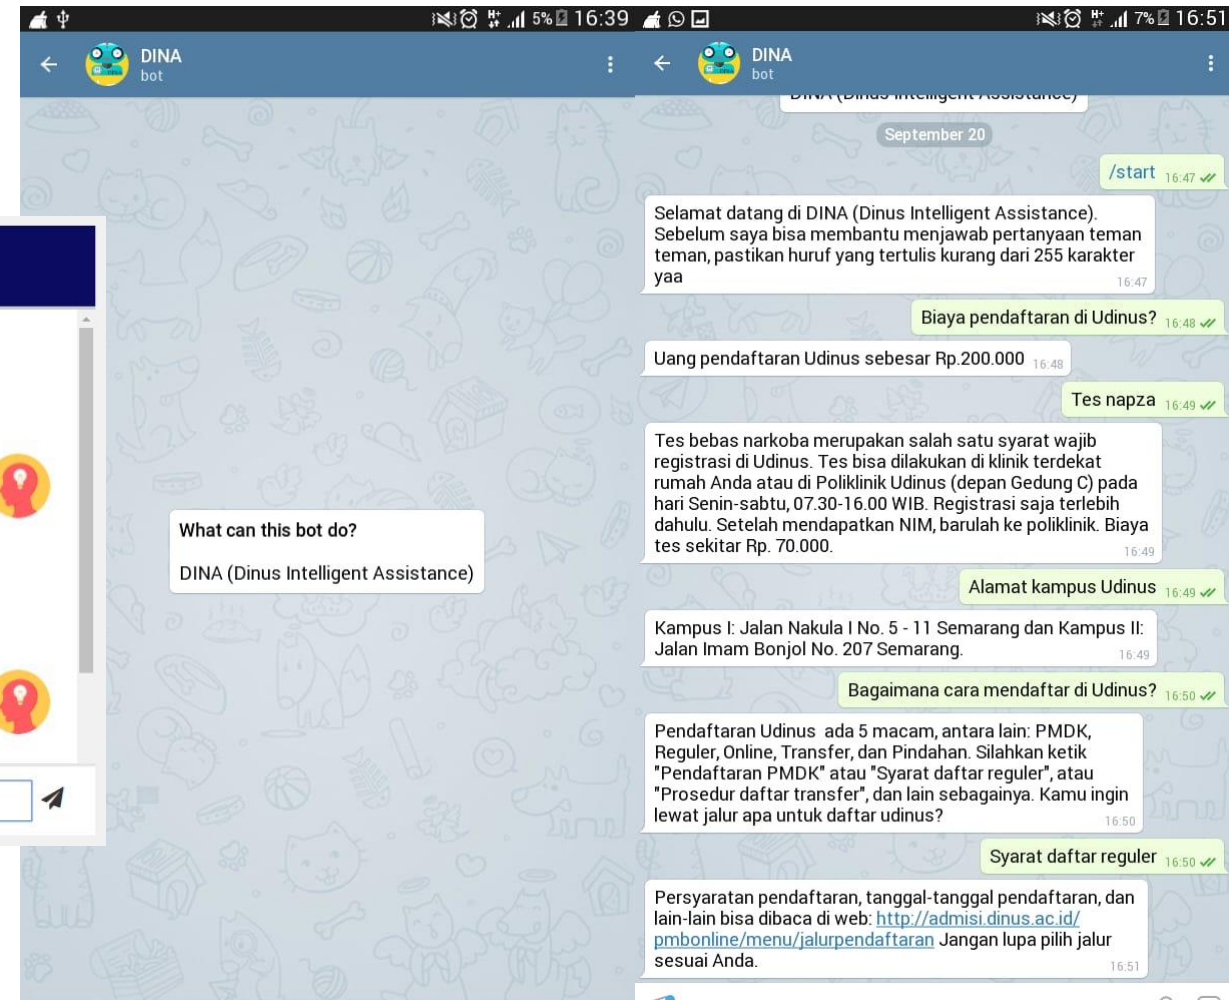 5% 16:39
DINA
bot
What can this bot do?
DINA (Dinus Intelligent Assistance)
7% 16:51
DINA
bot
DINA (Dinus Intelligent Assistance)
September 20
/start 16:47
Selamat datang di DINA (Dinus Intelligent Assistance).
Sebelum saya bisa membantu menjawab pertanyaan teman
teman, pastikan huruf yang tertulis kurang dari 255 karakter
yaa 16:47
Biaya pendaftaran di Udinus? 16:48
Uang pendaftaran Udinus sebesar Rp.200.000 16:48
Tes napza 16:49
Tes bebas narkoba merupakan salah satu syarat wajib
registrasi di Udinus. Tes bisa dilakukan di klinik terdekat
rumah Anda atau di Poliklinik Udinus (depan Gedung C) pada
hari Senin-sabtu, 07.30-16.00 WIB. Registrasi saja terlebih
dahulu. Setelah mendapatkan NIM, barulah ke poliklinik. Biaya
tes sekitar Rp. 70.000. 16:49
Alamat kampus Udinus 16:49
Kampus I: Jalan Nakula I No. 5 - 11 Semarang dan Kampus II:
Jalan Imam Bonjol No. 207 Semarang. 16:49
Bagaimana cara mendaftar di Udinus? 16:50
Pendaftaran Udinus ada 5 macam, antara lain: PMDK,
Reguler, Online, Transfer, dan Pindahan. Silahkan ketik
"Pendaftaran PMDK" atau "Syarat daftar reguler", atau
"Prosedur daftar transfer", dan lain sebagainya. Kamu ingin
lewat jalur apa untuk daftar udinus? 16:50
Syarat daftar reguler 16:50
Persyaratan pendaftaran, tanggal-tanggal pendaftaran, dan
lain-lain bisa dibaca di web: http://admisi.dinus.ac.id/
pmbonline/menu/jalurpendaftaran Jangan lupa pilih jalur
sesuai Anda. 16:51